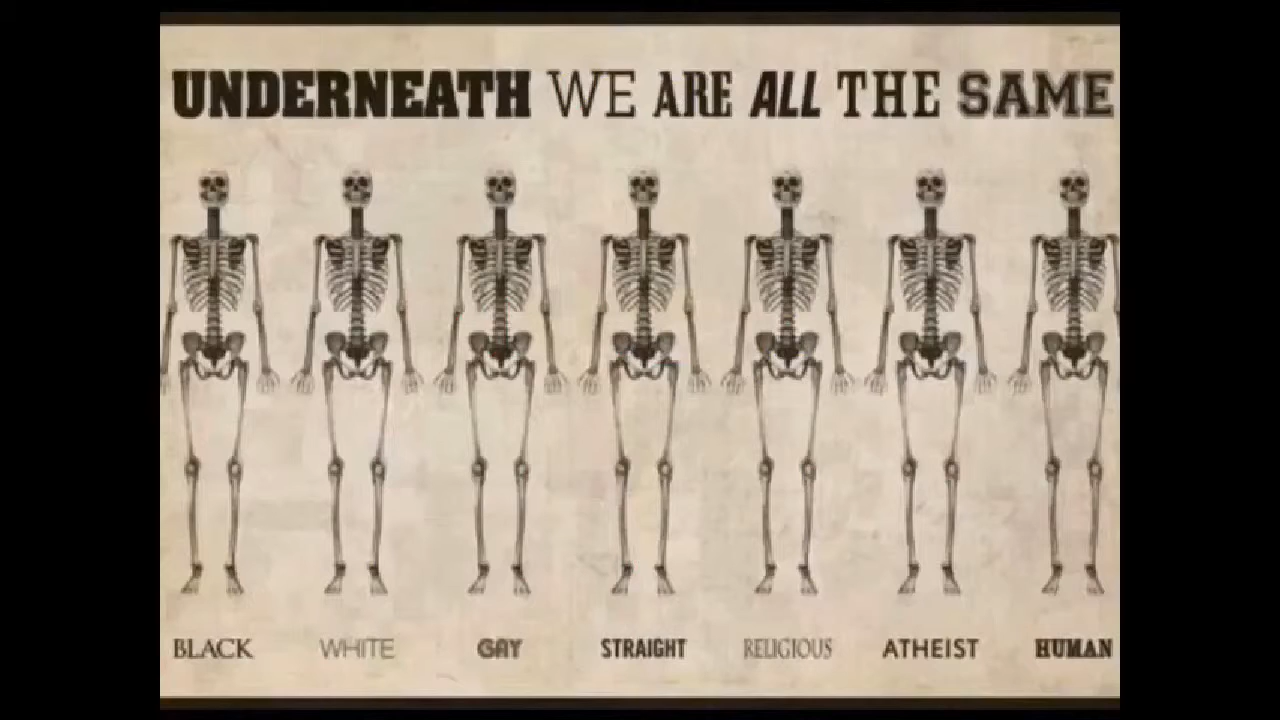 UNDERNEATH WE ARE ALL THE SAME
BLACK WHITE GAY STRAIGHT RELIGIOUS ATHEIST HUMAN